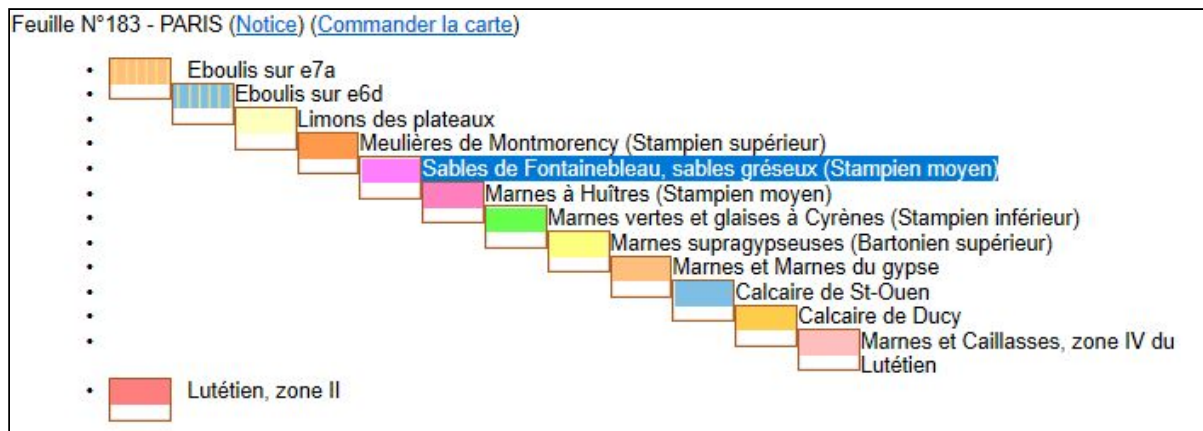 Feuille N°183 - PARIS (Notice) (Commander la carte)
Eboulis sur e7a
Eboulis sur e6d
Limons des plateaux
Meulières de Montmorency (Stampien supérieur)
Sables de Fontainebleau, sables gréseux (Stampien moyen)
Marnes à Huîtres (Stampien moyen)
Marnes vertes et glaises à Cyrènes (Stampien inférieur)
Marnes supragypseuses (Bartonien supérieur)
Marnes et Marnes du gypse
Calcaire de St-Ouen
Calcaire de Ducy
Marnes et Caillasses, zone IV du
Lutétien
Lutétien, zone II